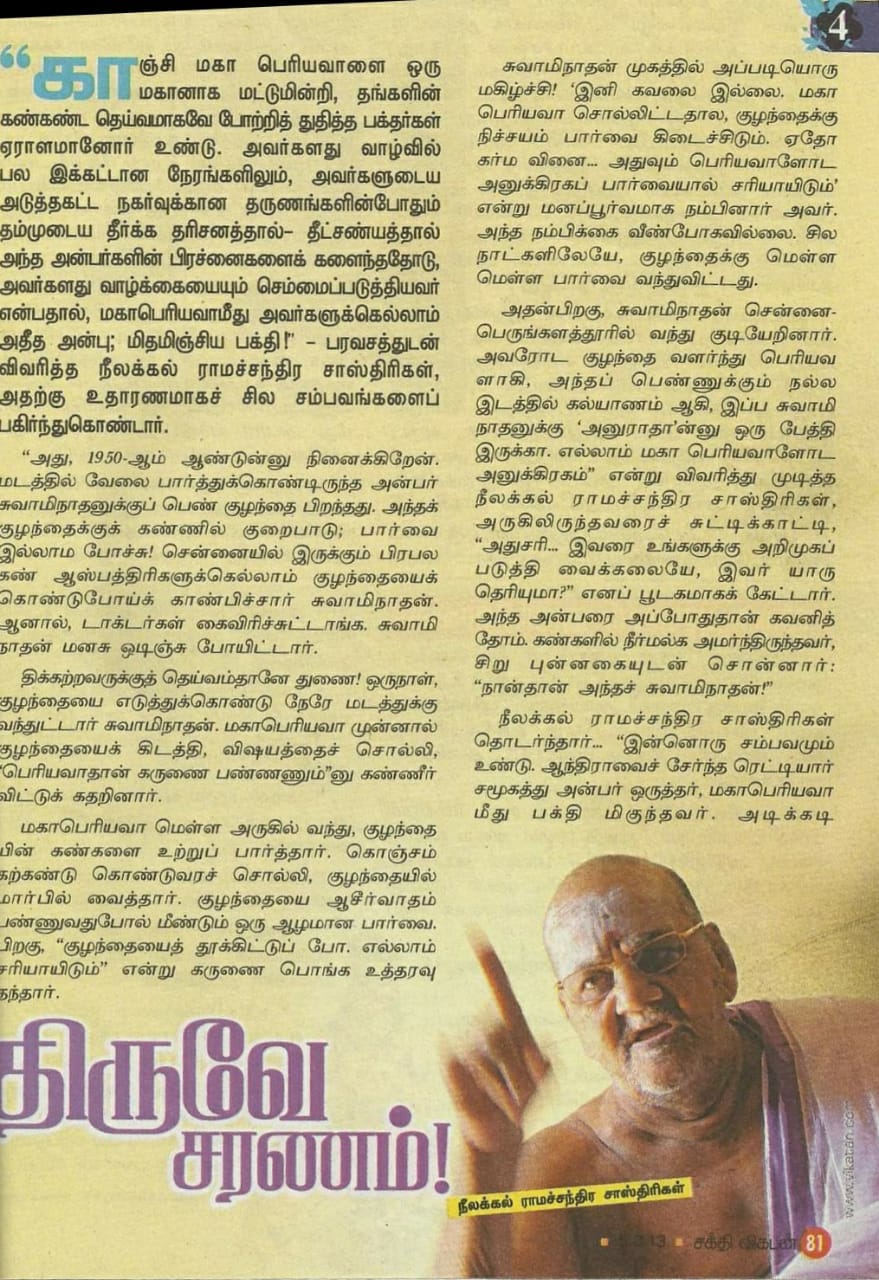 4
“காஞ்சி மகா பெரியவாளை ஒரு
மகானாக மட்டுமின்றி, தங்களின்
கண்கண்ட தெய்வமாகவே போற்றித் துதித்த பக்தர்கள்
ஏராளமானோர் உண்டு. அவர்களது வாழ்வில்
பல இக்கட்டான நேரங்களிலும், அவர்களுடைய
அடுத்தகட்ட நகர்வுக்கான தருணங்களின்போதும்
தம்முடைய தீர்க்க தரிசனத்தால்– தீட்சண்யத்தால்
அந்த அன்பர்களின் பிரச்னைகளைக் களைந்ததோடு,
அவர்களது வாழ்க்கையையும் செம்மைப்படுத்தியவர்
என்பதால், மகாபெரியவாமீது அவர்களுக்கெல்லாம்
அதீத அன்பு; மிதமிஞ்சிய பக்தி!” – பரவசத்துடன்
விவரித்த நீலக்கல் ராமச்சந்திர சாஸ்திரிகள்,
அதற்கு உதாரணமாகச் சில சம்பவங்களைப்
பகிர்ந்துகொண்டார்.
“அது, 1950-ஆம் ஆண்டுன்னு நினைக்கிறேன்.
மடத்தில் வேலை பார்த்துக்கொண்டிருந்த அன்பர்
சுவாமிநாதனுக்குப் பெண் குழந்தை பிறந்தது. அந்தக்
குழந்தைக்குக் கண்ணில் குறைபாடு; பார்வை
இல்லாம போச்சு! சென்னையில் இருக்கும் பிரபல
கண் ஆஸ்பத்திரிகளுக்கெல்லாம் குழந்தையைக்
கொண்டுபோய்க் காண்பிச்சார் சுவாமிநாதன்.
ஆனால், டாக்டர்கள் கைவிரிச்சுட்டாங்க. சுவாமி
நாதன் மனசு ஒடிஞ்சு போயிட்டார்.
திக்கற்றவருக்குத் தெய்வம்தானே துணை! ஒருநாள்,
குழந்தையை எடுத்துக்கொண்டு நேரே மடத்துக்கு
வந்துட்டார் சுவாமிநாதன். மகாபெரியவா முன்னால்
குழந்தையைக் கிடத்தி, விஷயத்தைச் சொல்லி,
“பெரியவாதான் கருணை பண்ணணும்”னு கண்ணீர்
விட்டுக் கதறினார்.
மகாபெரியவா மெள்ள அருகில் வந்து, குழந்தை
யின் கண்களை உற்றுப் பார்த்தார். கொஞ்சம்
கற்கண்டு கொண்டுவரச் சொல்லி, குழந்தையில்
மார்பில் வைத்தார். குழந்தையை ஆசீர்வாதம்
பண்ணுவதுபோல் மீண்டும் ஒரு ஆழமான பார்வை.
பிறகு, “குழந்தையைத் தூக்கிட்டுப் போ. எல்லாம்
சரியாயிடும்” என்று கருணை பொங்க உத்தரவு
தந்தார்.
சுவாமிநாதன் முகத்தில் அப்படியொரு
மகிழ்ச்சி! ‘இனி கவலை இல்லை. மகா
பெரியவா சொல்லிட்டதால, குழந்தைக்கு
நிச்சயம் பார்வை கிடைச்சிடும். ஏதோ
கர்ம வினை... அதுவும் பெரியவாளோட
அனுக்கிரகப் பார்வையால் சரியாயிடும்’
என்று மனப்பூர்வமாக நம்பினார் அவர்.
அந்த நம்பிக்கை வீண்போகவில்லை. சில
நாட்களிலேயே, குழந்தைக்கு மெள்ள
மெள்ள பார்வை வந்துவிட்டது.
அதன்பிறகு, சுவாமிநாதன் சென்னை-
பெருங்களத்தூரில் வந்து குடியேறினார்.
அவரோட குழந்தை வளர்ந்து பெரியவ
ளாகி, அந்தப் பெண்ணுக்கும் நல்ல
இடத்தில் கல்யாணம் ஆகி, இப்ப சுவாமி
நாதனுக்கு ‘அனுராதா’ன்னு ஒரு பேத்தி
இருக்கா. எல்லாம் மகா பெரியவாளோட
அனுக்கிரகம்” என்று விவரித்து முடித்த
நீலக்கல் ராமச்சந்திர சாஸ்திரிகள்,
அருகிலிருந்தவரைச் சுட்டிக்காட்டி,
“அதுசரி... இவரை உங்களுக்கு அறிமுகப்
படுத்தி வைக்கலையே, இவர் யாரு
தெரியுமா?” எனப் பூடகமாகக் கேட்டார்.
அந்த அன்பரை அப்போதுதான் கவனித்
தோம். கண்களில் நீர்மல்க அமர்ந்திருந்தவர்,
சிறு புன்னகையுடன் சொன்னார்:
“நான்தான் அந்தச் சுவாமிநாதன்!”
நீலக்கல் ராமச்சந்திர சாஸ்திரிகள்
தொடர்ந்தார்... “இன்னொரு சம்பவமும்
உண்டு. ஆந்திராவைச் சேர்ந்த ரெட்டியார்
சமூகத்து அன்பர் ஒருத்தர், மகாபெரியவா
மீது பக்தி மிகுந்தவர். அடிக்கடி
திருவே
சரணம்!
நீலக்கல் ராமச்சந்திர சாஸ்திரிகள்
www.vikatan.com
சக்தி விகடன் 81